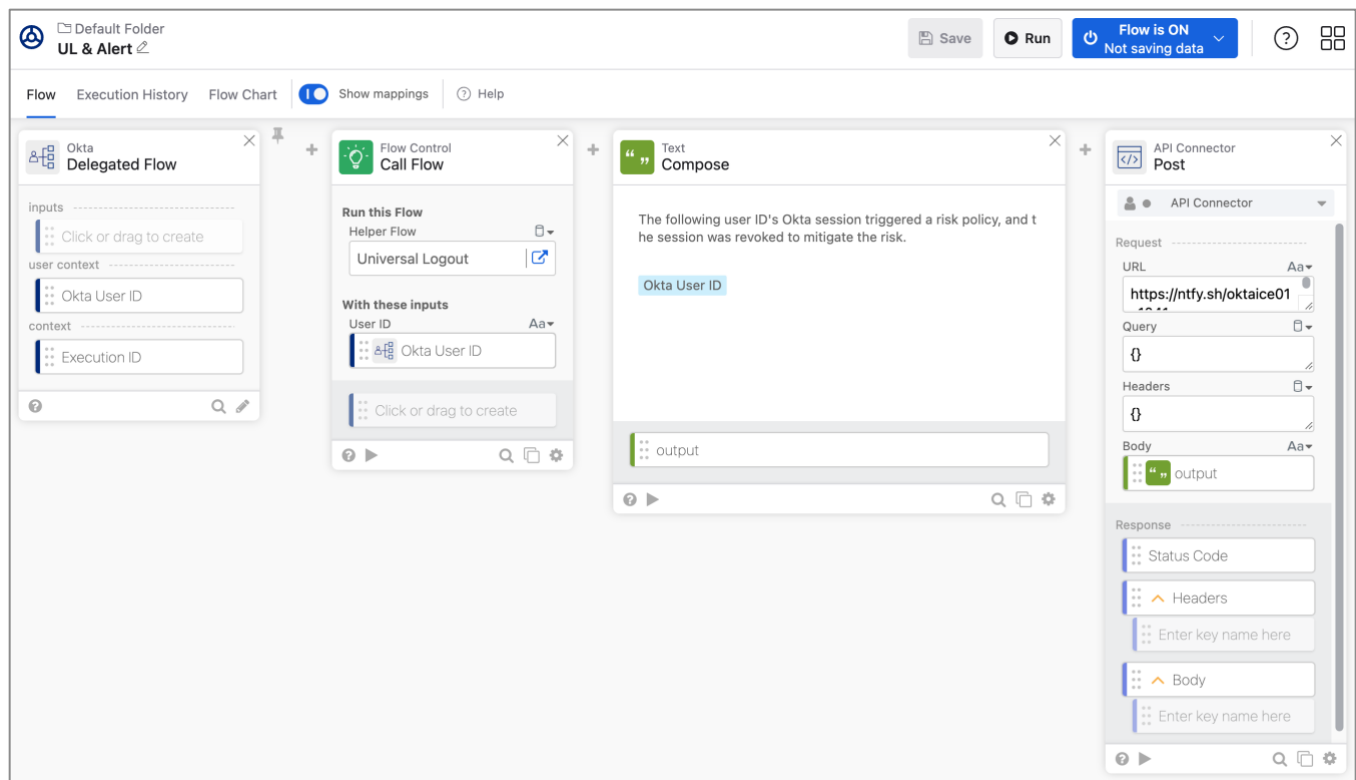 Default Folder
UL & Alert
Save
Run
Flow is ON
Not saving data
Flow
Execution History
Flow Chart
Show mappings
Help
Okta
Delegated Flow
inputs
Click or drag to create
user context
Okta User ID
context
Execution ID
Flow Control
Call Flow
Run this Flow
Helper Flow
Universal Logout
With these inputs
User ID
Aa
Okta User ID
Click or drag to create
Text
Compose
The following user ID's Okta session triggered a risk policy, and t
he session was revoked to mitigate the risk.
Okta User ID
output
API Connector
Post
API Connector
Request
URL
Aa
https://ntfy.sh/oktaice01
Query
{}
Headers
{}
Body
Aa
output
Response
Status Code
Headers
Enter key name here
Body
Enter key name here